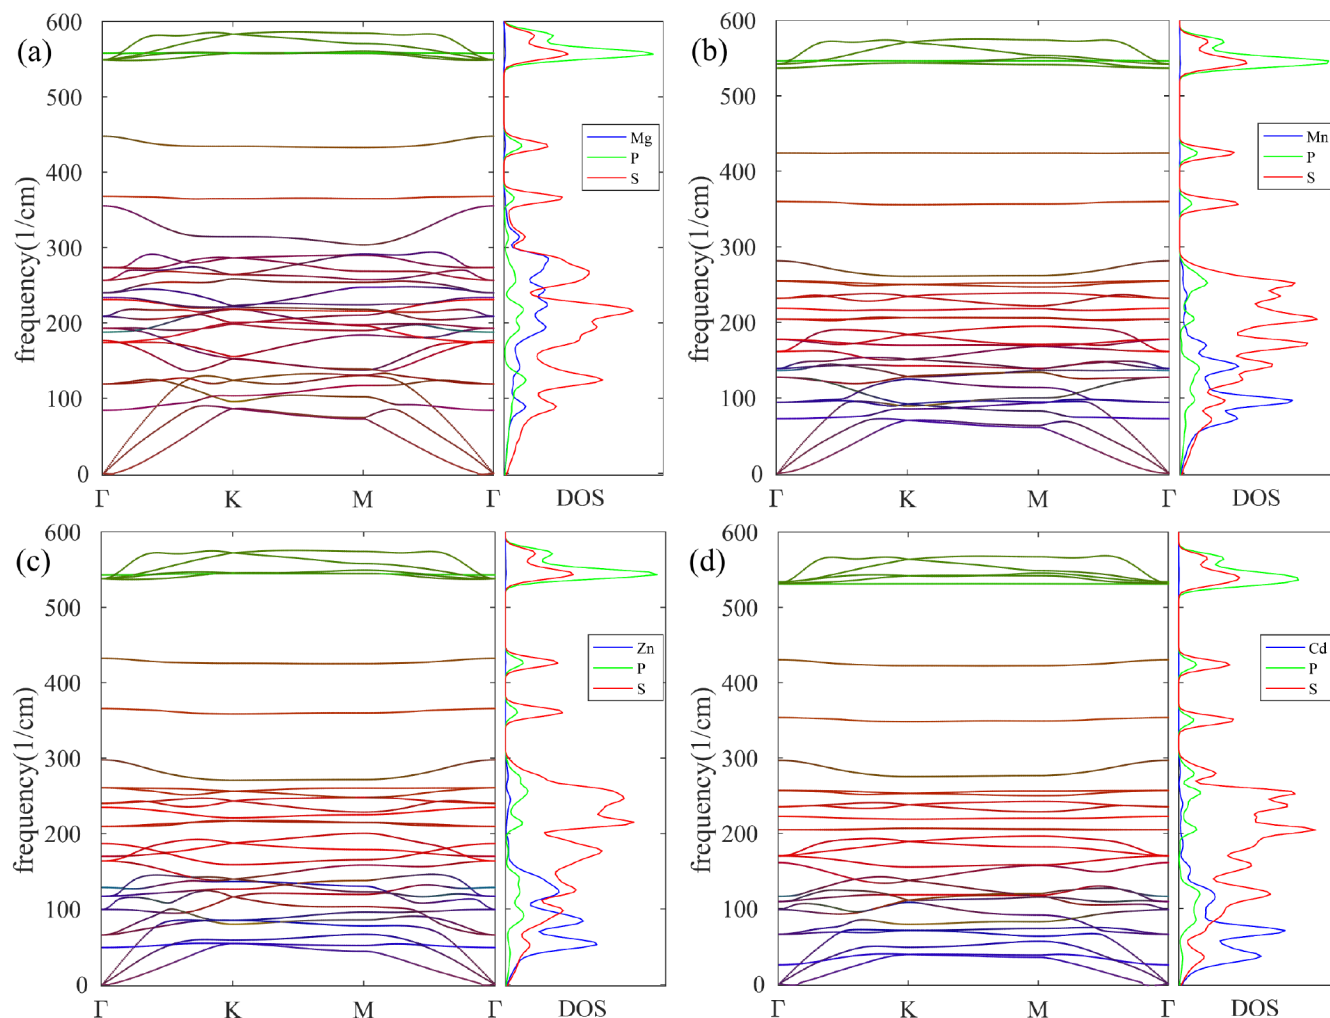 (a)
frequency(1/cm)
600
500
400
300
200
100
0
Γ K M Γ
DOS
Mg
P
S
(b)
frequency(1/cm)
600
500
400
300
200
100
0
Γ K M Γ
DOS
Mn
P
S
(c)
frequency(1/cm)
600
500
400
300
200
100
0
Γ K M Γ
DOS
Zn
P
S
(d)
frequency(1/cm)
600
500
400
300
200
100
0
Γ K M Γ
DOS
Cd
P
S